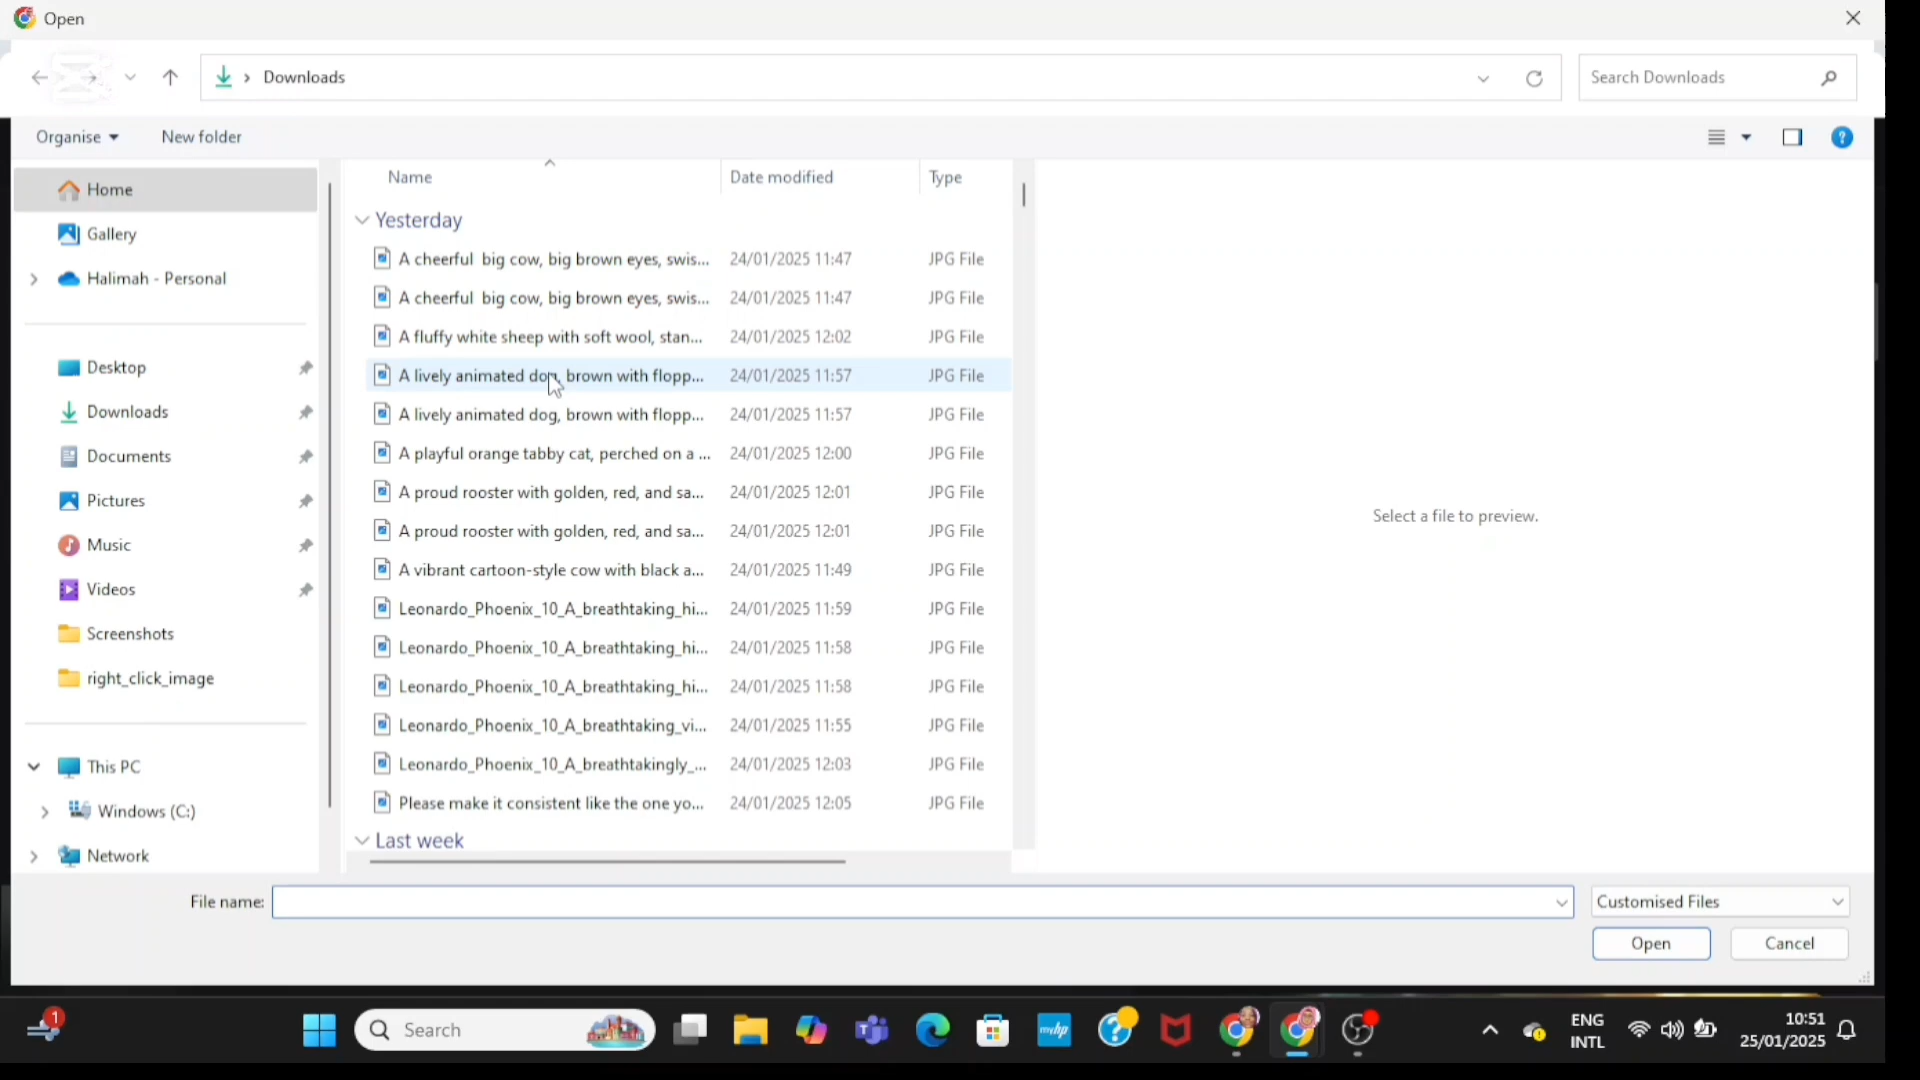 Open
Downloads
Search Downloads
Organise
New folder
Home
Gallery
Halimah - Personal
Desktop
Downloads
Documents
Pictures
Music
Videos
Screenshots
right_click_image
This PC
Windows (C:)
Network
Name Date modified Type
Yesterday
A cheerful big cow, big brown eyes, swis... 24/01/2025 11:47 JPG File
A cheerful big cow, big brown eyes, swis... 24/01/2025 11:47 JPG File
A fluffy white sheep with soft wool, stan... 24/01/2025 12:02 JPG File
A lively animated dog, brown with flopp... 24/01/2025 11:57 JPG File
A lively animated dog, brown with flopp... 24/01/2025 11:57 JPG File
A playful orange tabby cat, perched on a ... 24/01/2025 12:00 JPG File
A proud rooster with golden, red, and sa... 24/01/2025 12:01 JPG File
A proud rooster with golden, red, and sa... 24/01/2025 12:01 JPG File
A vibrant cartoon-style cow with black a... 24/01/2025 11:49 JPG File
Leonardo_Phoenix_10_A_breathtaking_hi... 24/01/2025 11:59 JPG File
Leonardo_Phoenix_10_A_breathtaking_hi... 24/01/2025 11:58 JPG File
Leonardo_Phoenix_10_A_breathtaking_hi... 24/01/2025 11:58 JPG File
Leonardo_Phoenix_10_A_breathtaking_vi... 24/01/2025 11:55 JPG File
Leonardo_Phoenix_10_A_breathtakingly_... 24/01/2025 12:03 JPG File
Please make it consistent like the one yo... 24/01/2025 12:05 JPG File
Last week
Select a file to preview.
File name:
Customised Files
Open
Cancel
1
Search
myhp
ENG
INTL
10:51
25/01/2025